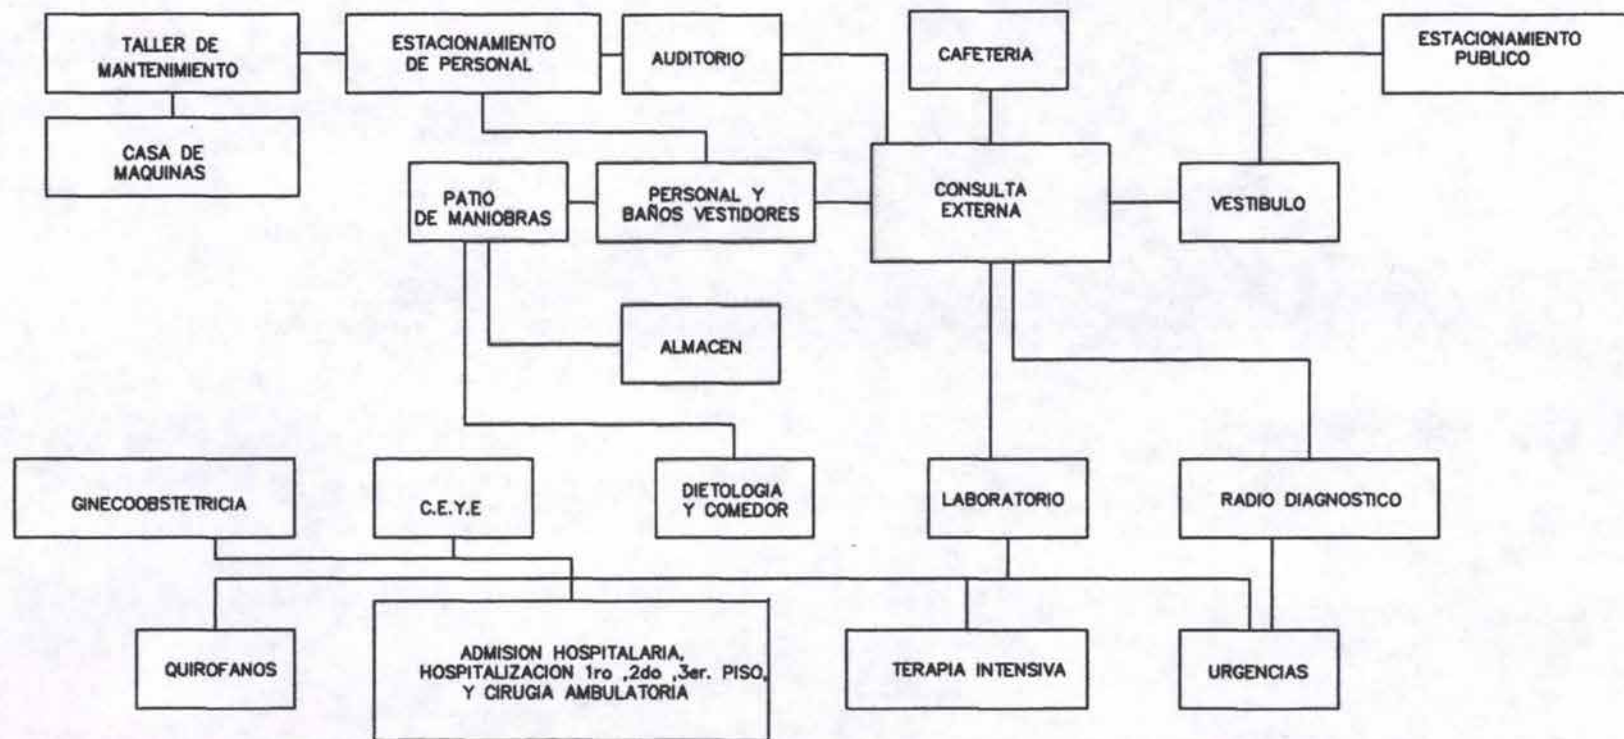 TALLER DE
MANTENIMIENTO
ESTACIONAMIENTO
DE PERSONAL
AUDITORIO
CAFETERIA
ESTACIONAMIENTO
PUBLICO
CASA DE
MAQUINAS
PATIO
DE MANIOBRAS
PERSONAL Y
BAÑOS VESTIDORES
CONSULTA
EXTERNA
VESTIBULO
ALMACEN
GINECOOBSTETRICIA
C.E.Y.E
DIETOLOGIA
Y COMEDOR
LABORATORIO
RADIO DIAGNOSTICO
QUIROFANOS
ADMISION HOSPITALARIA,
HOSPITALIZACION 1ro ,2do ,3er. PISO,
Y CIRUGIA AMBULATORIA
TERAPIA INTENSIVA
URGENCIAS